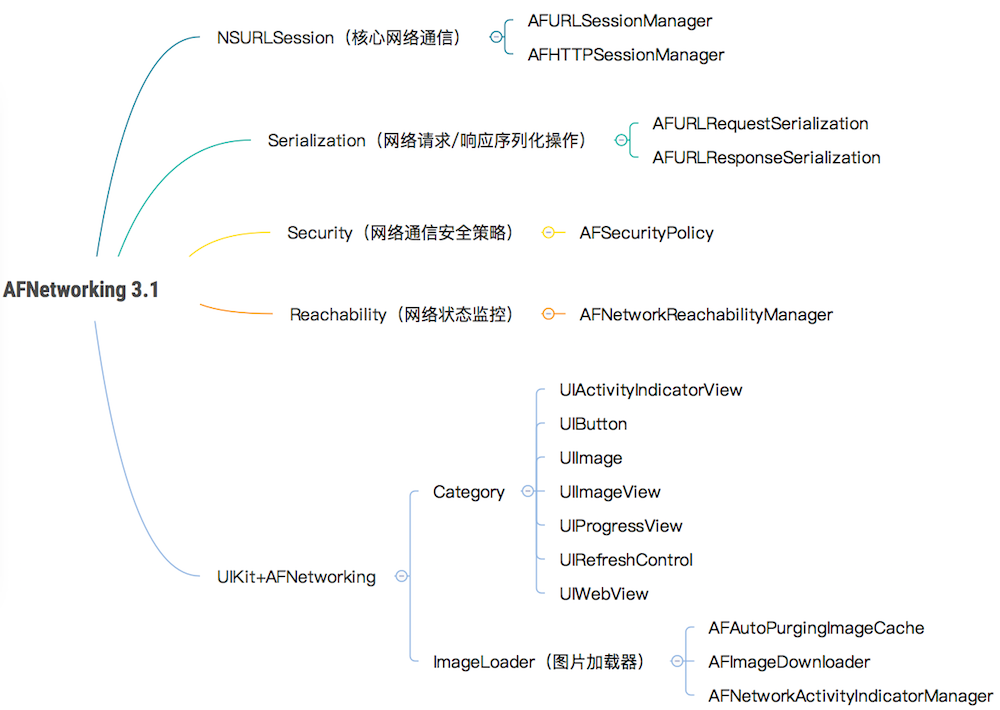 AFNetworking 3.1
NSURLSession（核心网络通信）
AFURLSessionManager
AFHTTPSessionManager
Serialization（网络请求/响应序列化操作）
AFURLRequestSerialization
AFURLResponseSerialization
Security（网络通信安全策略）
AFSecurityPolicy
Reachability（网络状态监控）
AFNetworkReachabilityManager
UIKit+AFNetworking
Category
UIActivityIndicatorView
UIButton
UIImage
UIImageView
UIProgressView
UIRefreshControl
UIWebView
ImageLoader（图片加载器）
AFAutoPurgingImageCache
AFImageDownloader
AFNetworkActivityIndicatorManager